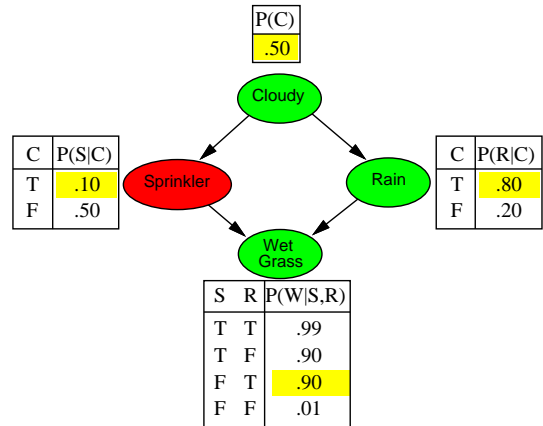 P(C)
.50
Cloudy
C P(S|C)
T .10
F .50
Sprinkler
Rain
C P(R|C)
T .80
F .20
Wet
Grass
S R P(W|S,R)
T T .99
T F .90
F T .90
F F .01